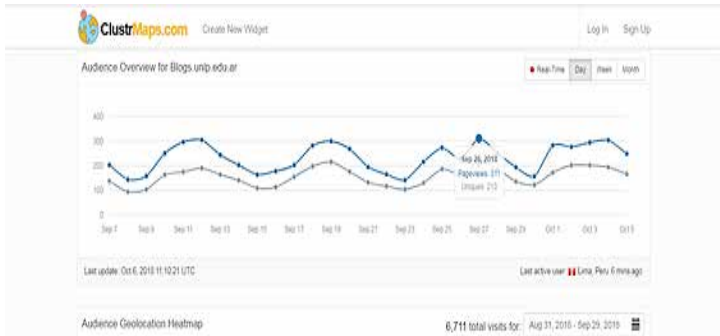 ClustrMaps.com Create New Widget Log In Sign Up
Audience Overview for Blogs.unlp.edu.ar Real-Time Day Week Month
400
300
200
100
0
Sep 26, 2018
Pageviews: 311
Uniques: 210
Sep 7 Sep 9 Sep 11 Sep 13 Sep 15 Sep 17 Sep 19 Sep 21 Sep 23 Sep 25 Sep 27 Sep 29 Oct 1 Oct 3 Oct 5
Last update: Oct 6, 2018 11:10:21 UTC Last active user: Lima, Peru 6 mins ago
Audience Geolocation Heatmap 6,711 total visits for: Aug 31, 2018 - Sep 29, 2018